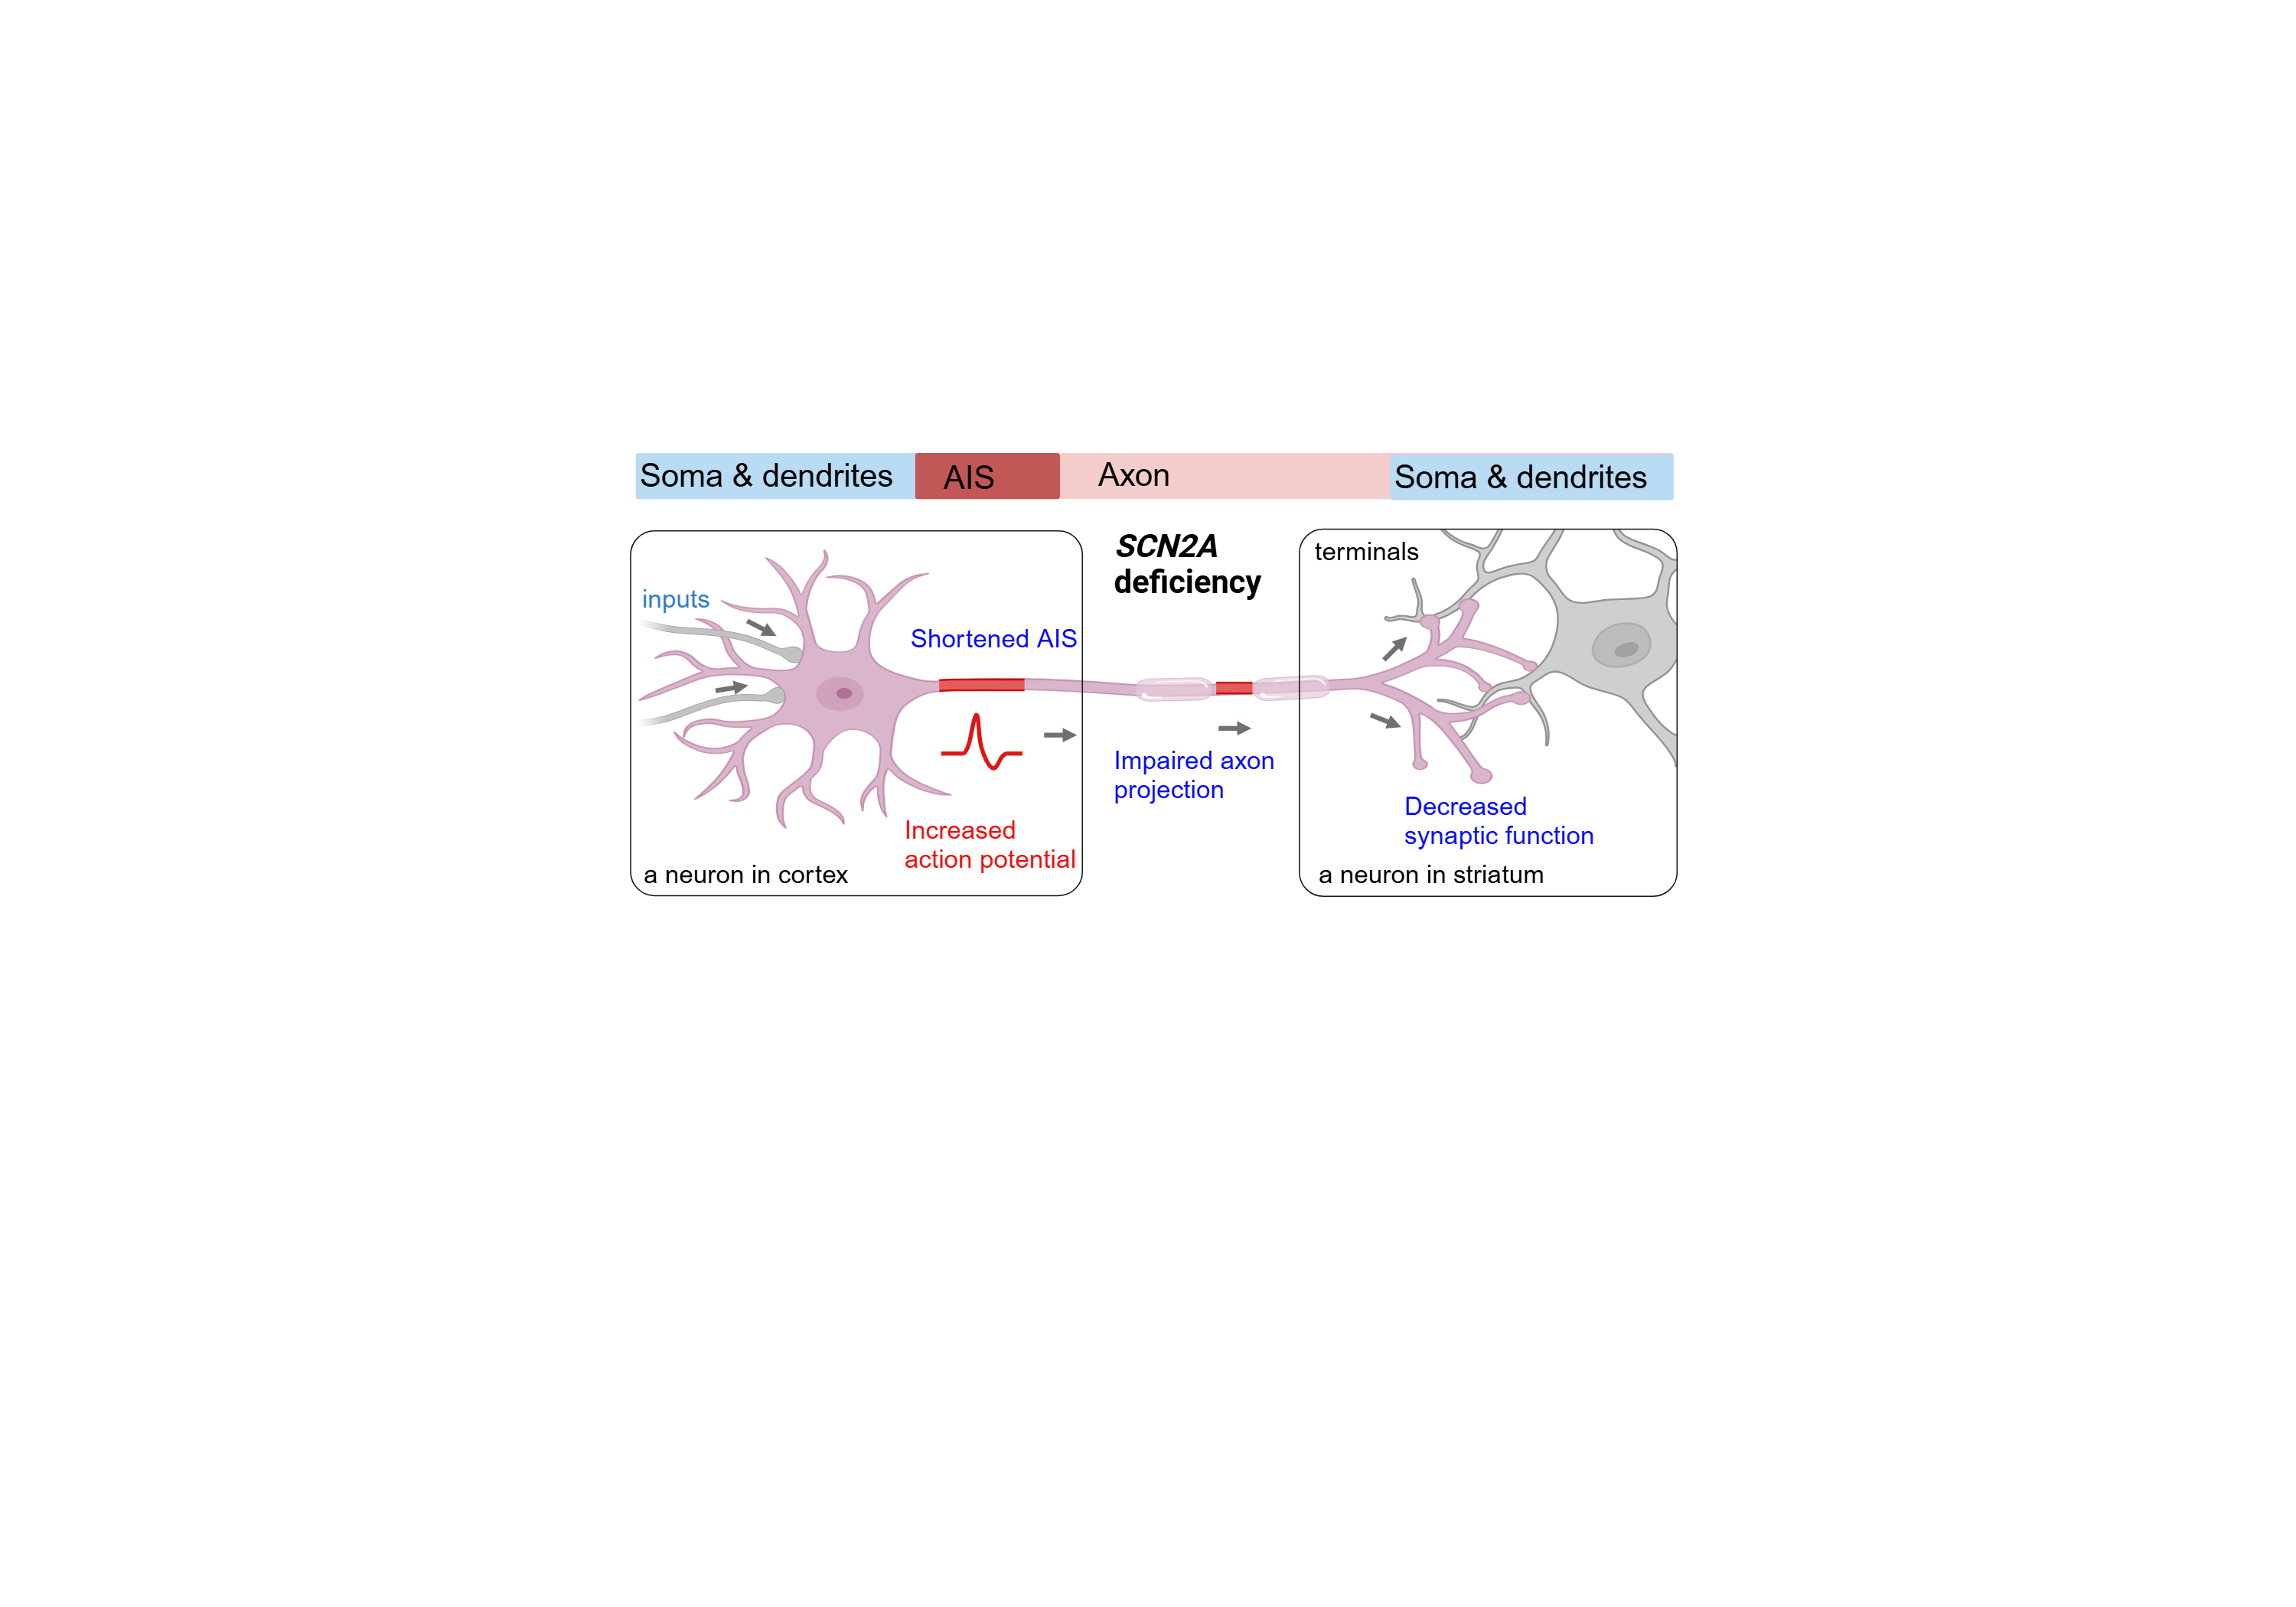 Soma & dendrites
AIS
Axon
Soma & dendrites
SCN2A
deficiency
terminals
inputs
Shortened AIS
Impaired axon
projection
Increased
action potential
Decreased
synaptic function
a neuron in cortex
a neuron in striatum